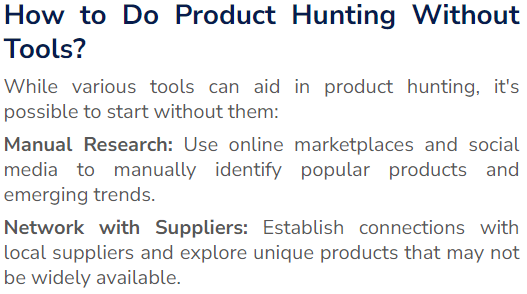 How to Do Product Hunting Without
Tools?
While various tools can aid in product hunting, it's
possible to start without them:
Manual Research: Use online marketplaces and social
media to manually identify popular products and
emerging trends.
Network with Suppliers: Establish connections with
local suppliers and explore unique products that may not
be widely available.